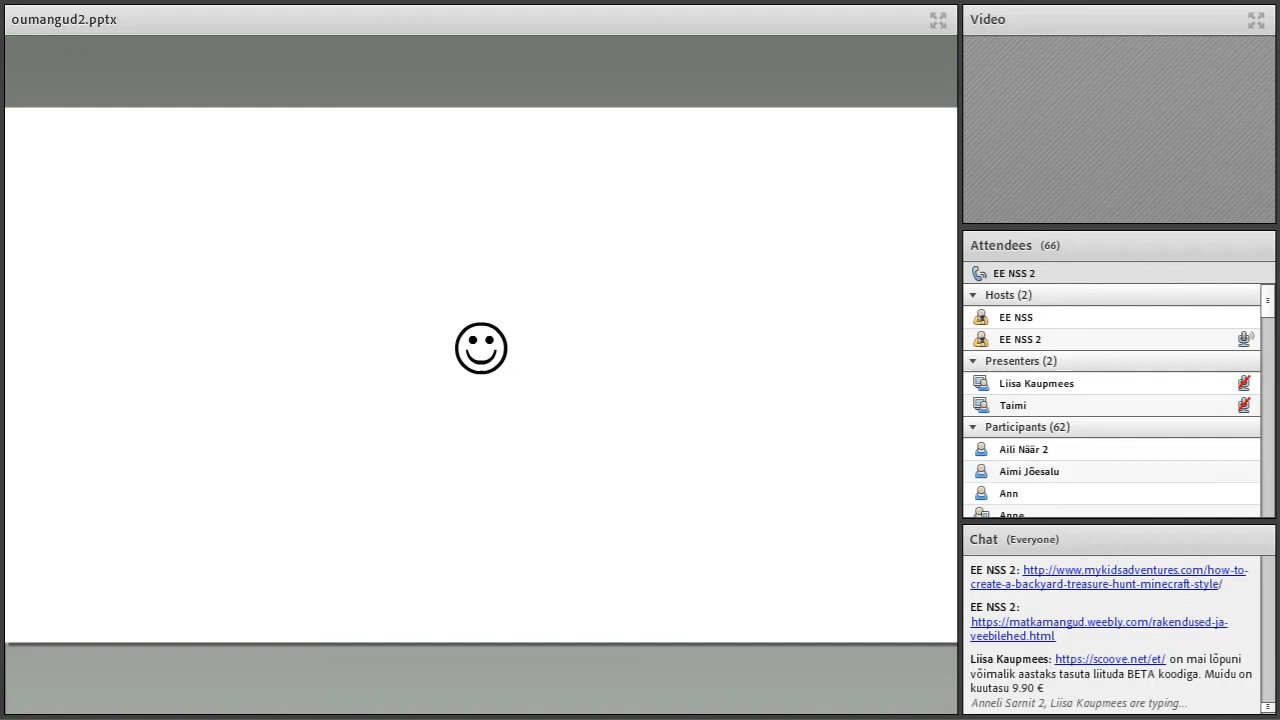 oumangud2.pptx
Video
Attendees (66)
EE NSS 2
Hosts (2)
EE NSS
EE NSS 2
Presenters (2)
Liisa Kaupmees
Taimi
Participants (62)
Aili Näär 2
Aimi Jõesalu
Ann
Anne
Chat (Everyone)
EE NSS 2: http://www.mykidsadventures.com/how-to-
create-a-backyard-treasure-hunt-minecraft-style/
EE NSS 2:
https://matkamangud.weebly.com/rakendused-ja-
veebilehed.html
Liisa Kaupmees: https://scoove.net/et/ on mai lõpuni
võimalik aastaks tasuta liituda BETA koodiga. Muidu on
kuutasu 9.90 €
Anneli Sarnit 2, Liisa Kaupmees are typing...